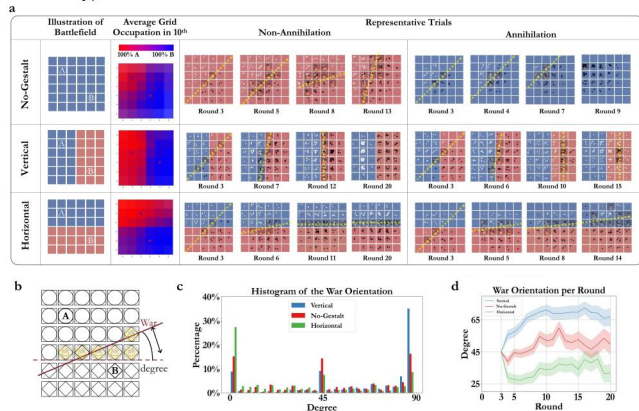 a
Illustration of Battlefield
Average Grid Occupation in 10th
Representative Trials
Non-Annihilation
Annihilation
100% A
100% B
No-Gestalt
A
B
Round 3
Round 5
Round 8
Round 13
Round 3
Round 4
Round 7
Round 9
Vertical
A
B
Round 3
Round 7
Round 12
Round 20
Round 3
Round 6
Round 10
Round 15
Horizontal
A
B
Round 3
Round 6
Round 11
Round 20
Round 3
Round 5
Round 8
Round 14
b
A
B
War
degree
c
Histogram of the War Orientation
Percentage
40%
30%
20%
10%
0%
0
45
90
Degree
Vertical
No-Gestalt
Horizontal
d
War Orientation per Round
Degree
65
45
25
0
3
5
10
15
20
Round
Vertical
No-Gestalt
Horizontal